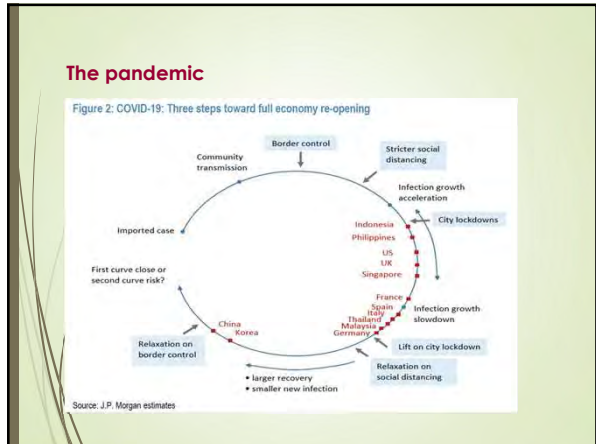 The pandemic
Figure 2: COVID-19: Three steps toward full economy re-opening
Border control
Stricter social
distancing
Community
transmission
Infection growth
acceleration
City lockdowns
Imported case
Indonesia
Philippines
US
UK
Singapore
First curve close or
second curve risk?
France
Spain
Italy
Thailand
Malaysia
Germany
Infection growth
slowdown
China
Korea
Relaxation on
border control
Lift on city lockdown
Relaxation on
social distancing
• larger recovery
• smaller new infection
Source: J.P. Morgan estimates